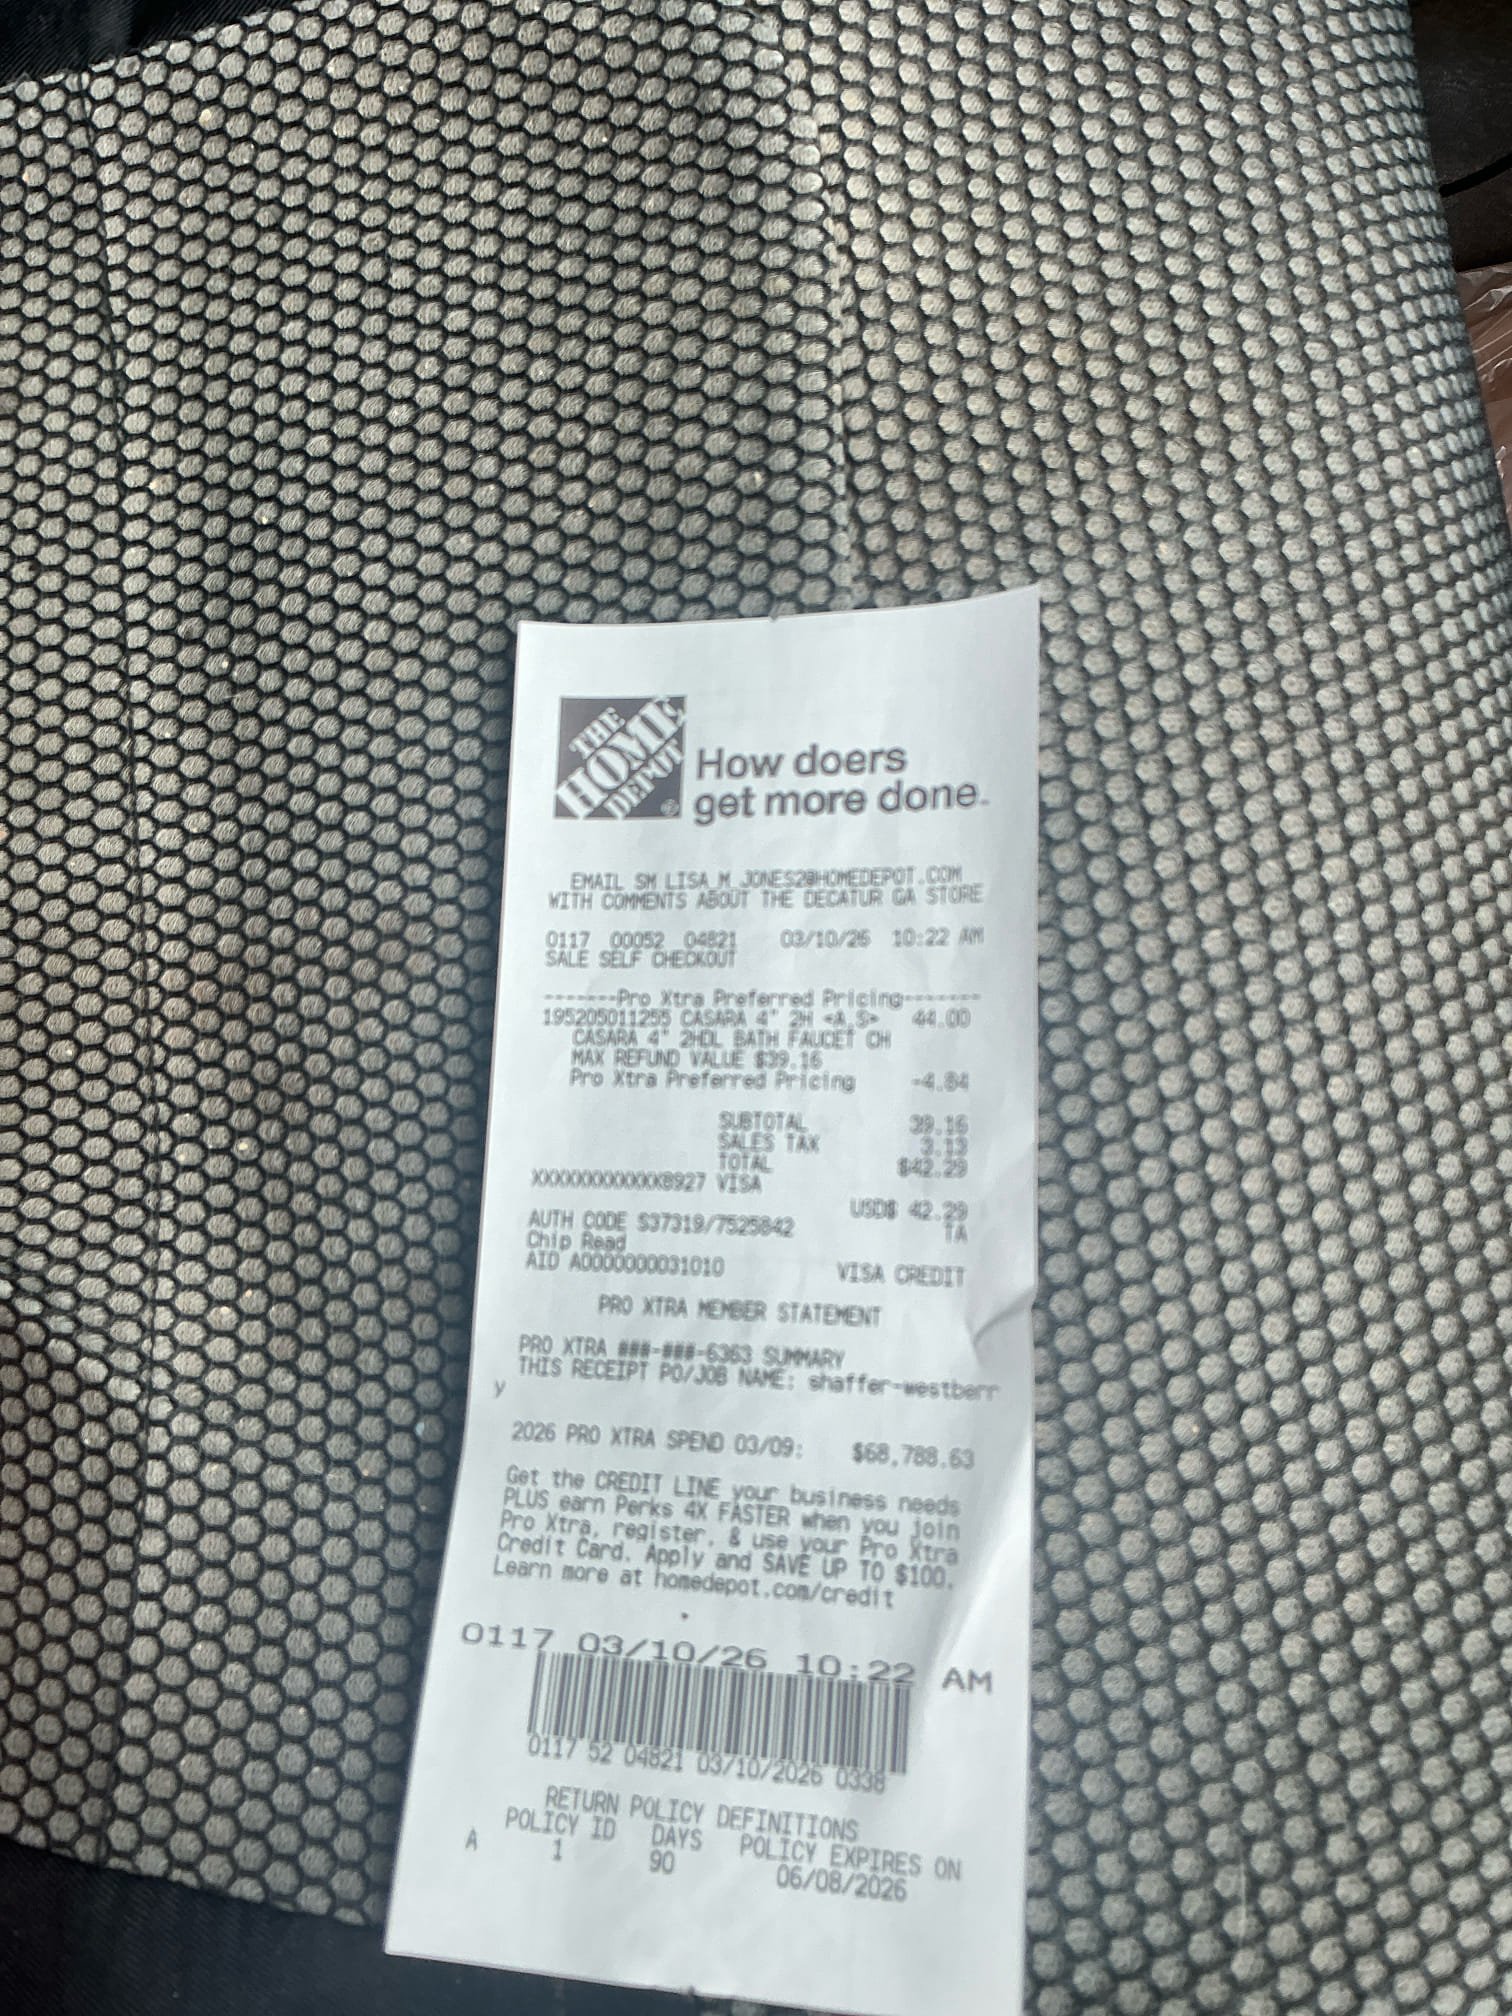 THE
HOME
DEPOT
How doers
get more done.
EMAIL SM LISA_M_JONES2@HOMEDEPOT.COM
WITH COMMENTS ABOUT THE DECATUR GA STORE
0117 00052 04821 03/10/26 10:22 AM
SALE SELF CHECKOUT
-------Pro Xtra Preferred Pricing-------
195205011255 CASARA 4" 2H <A,S> 44.00
CASARA 4" 2HDL BATH FAUCET CH
MAX REFUND VALUE $39.16
Pro Xtra Preferred Pricing -4.84
SUBTOTAL 39.16
SALES TAX 3.13
TOTAL $42.29
XXXXXXXXXXXX8927 VISA
USD$ 42.29
AUTH CODE S37319/7525842 TA
Chip Read
AID A0000000031010 VISA CREDIT
PRO XTRA MEMBER STATEMENT
PRO XTRA ###-###-6363 SUMMARY
THIS RECEIPT PO/JOB NAME: shaffer-westberr
y
2026 PRO XTRA SPEND 03/09: $68,788.63
Get the CREDIT LINE your business needs
PLUS earn Perks 4X FASTER when you join
Pro Xtra, register, & use your Pro Xtra
Credit Card. Apply and SAVE UP TO $100.
Learn more at homedepot.com/credit
0117 03/10/26 10:22 AM
0117 52 04821 03/10/2026 0338
RETURN POLICY DEFINITIONS
POLICY ID DAYS POLICY EXPIRES ON
A 1 90 06/08/2026